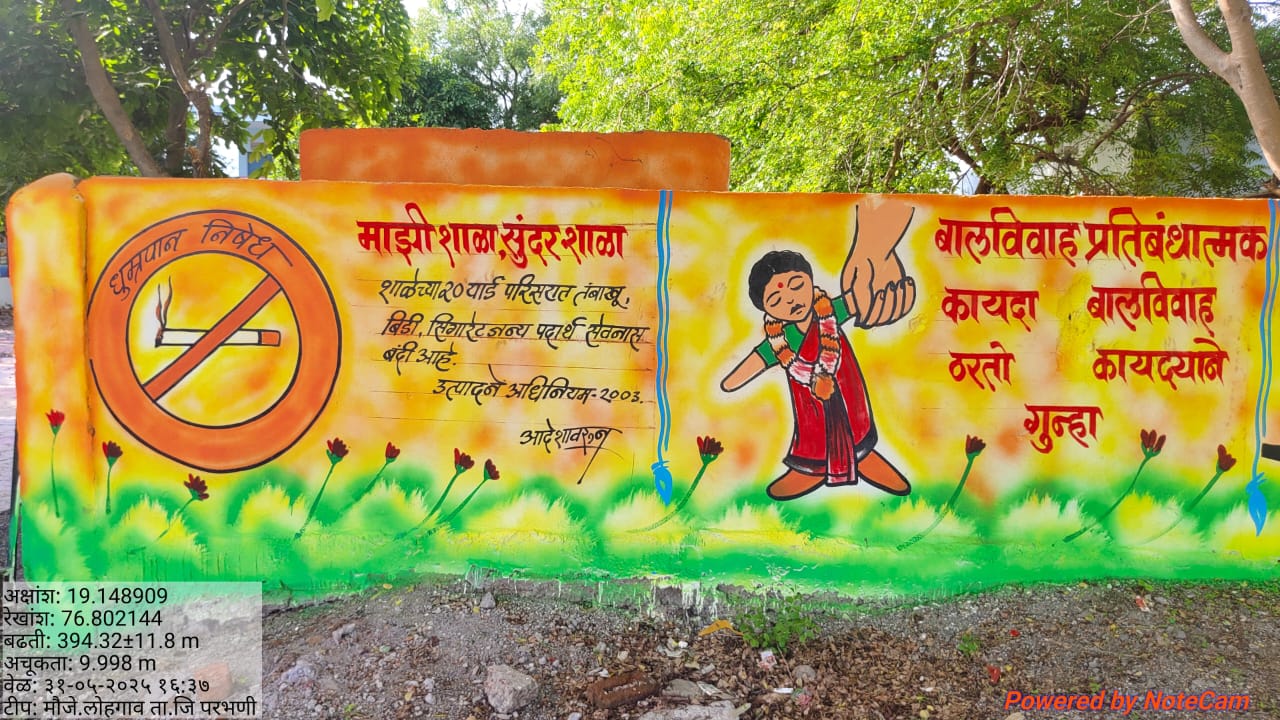 धुम्रपान निषेध
माझी शाळा, सुंदर शाळा
शाळेच्या २० यार्ड परिसरात तंबाखू,
बिडी, सिगारेट जन्य पदार्थ सेवनास
बंदी आहे.
उत्पादने अधिनियम-२००३.
आदेशावरून
बालविवाह प्रतिबंधात्मक
कायदा बालविवाह
ठरतो कायद्याने
गुन्हा
अक्षांश: 19.148909
रेखांश: 76.802144
बढती: 394.32±11.8 m
अचूकता: 9.998 m
वेळ: ३१-०५-२०२५ १६:३७
टीप: मौजे.लोहगाव ता.जि परभणी
Powered by NoteCam